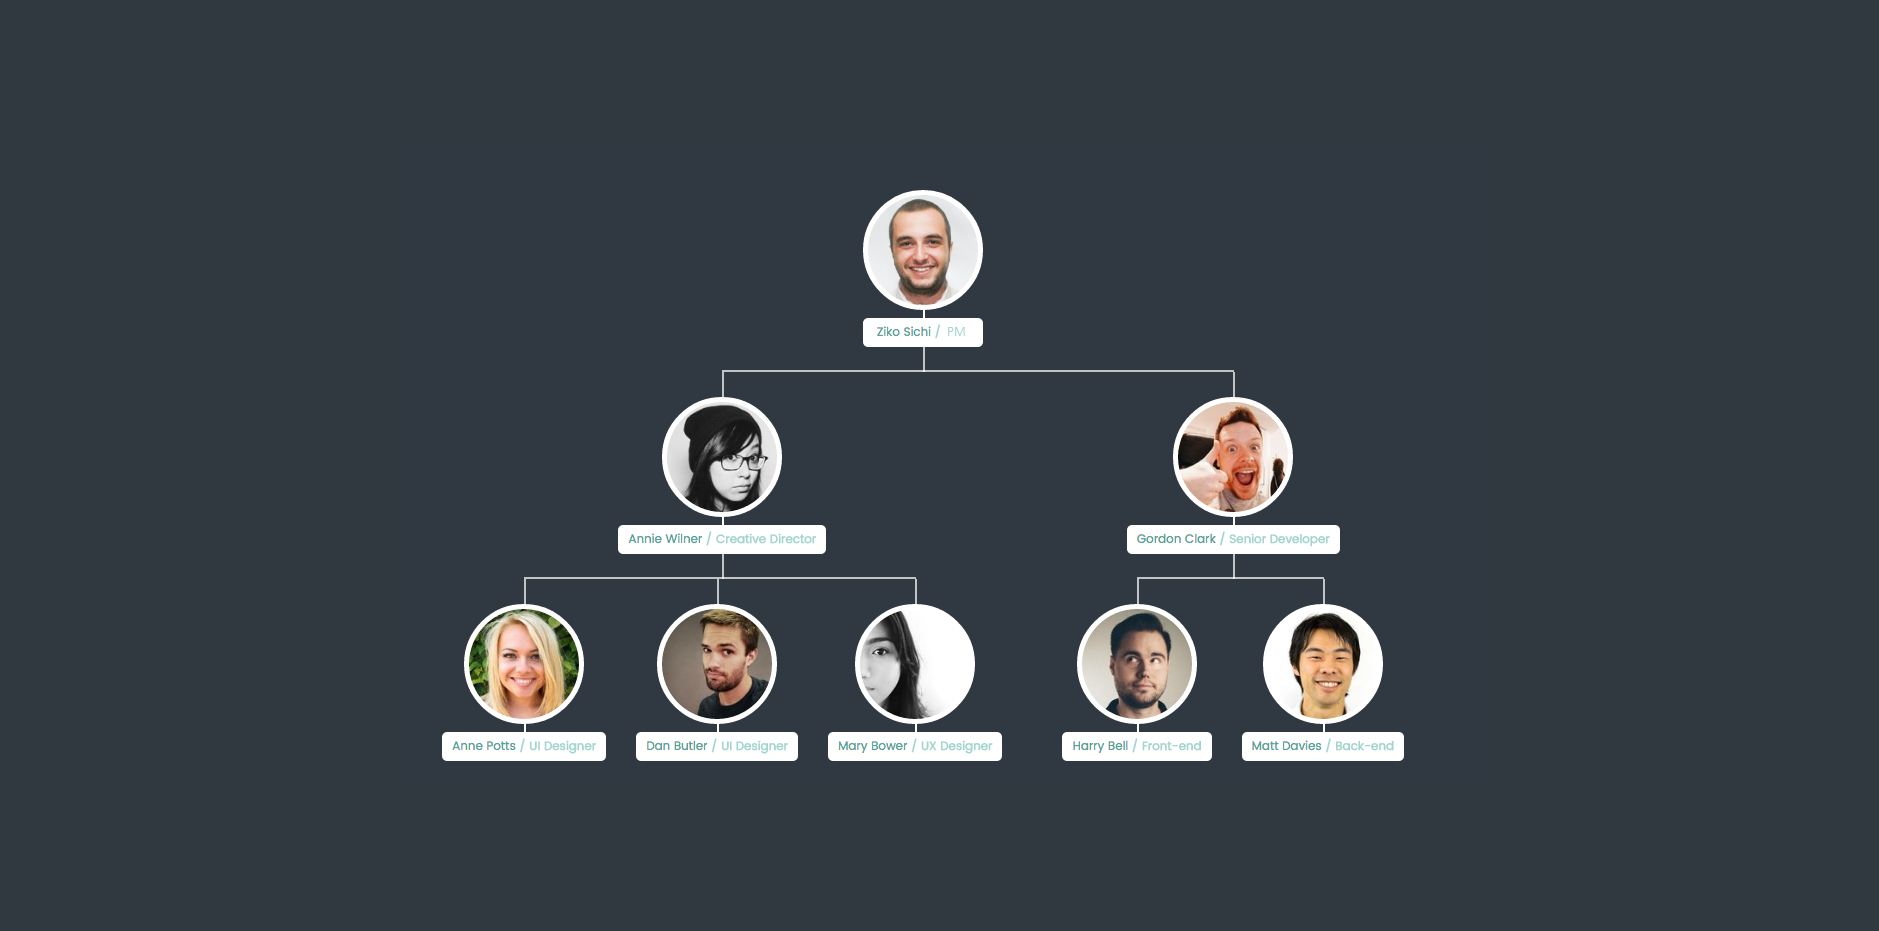 Ziko Sichi / PM
Annie Wilner / Creative Director
Gordon Clark / Senior Developer
Anne Potts / UI Designer
Dan Butler / UI Designer
Mary Bower / UX Designer
Harry Bell / Front-end
Matt Davies / Back-end